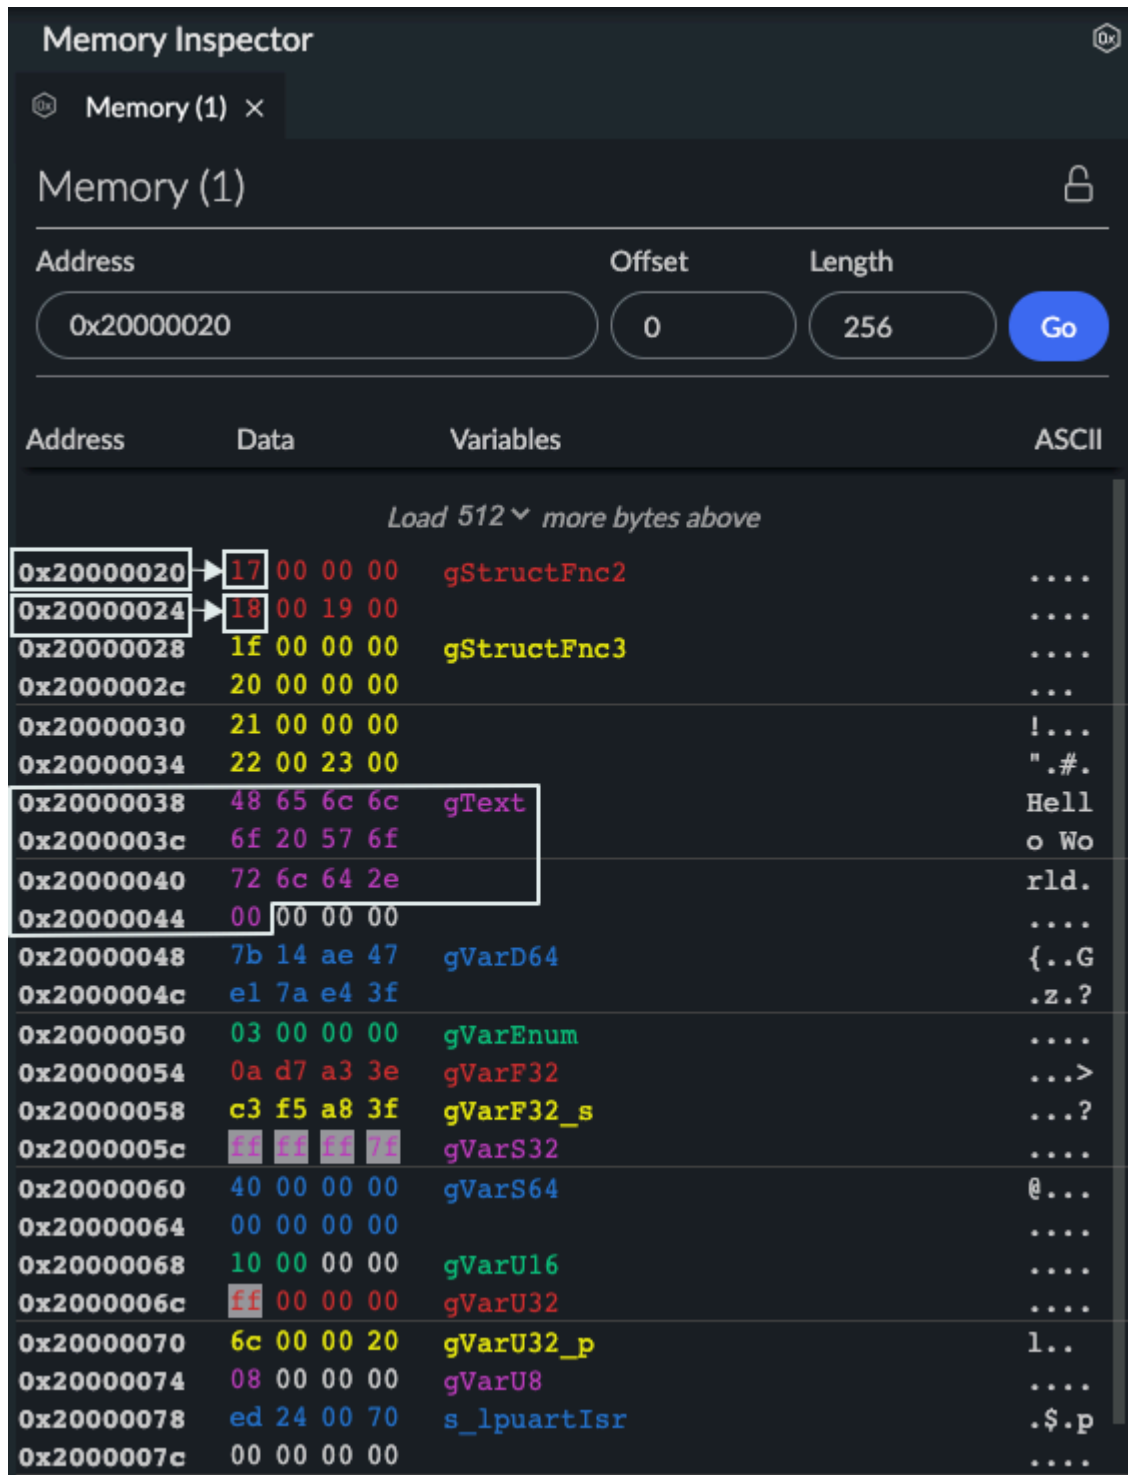 Memory Inspector
0x
0x Memory (1) ×
Memory (1)
Address Offset Length
0x20000020 0 256 Go
Address Data Variables ASCII
Load 512 more bytes above
0x20000020 17 00 00 00 gStructFnc2 ....
0x20000024 18 00 19 00 ....
0x20000028 1f 00 00 00 gStructFnc3 ....
0x2000002c 20 00 00 00 ...
0x20000030 21 00 00 00 !...
0x20000034 22 00 23 00 ".#.
0x20000038 48 65 6c 6c gText Hell
0x2000003c 6f 20 57 6f o Wo
0x20000040 72 6c 64 2e rld.
0x20000044 00 00 00 00 00 ....
0x20000048 7b 14 ae 47 gVarD64 {..G
0x2000004c e1 7a e4 3f .z.?
0x20000050 03 00 00 00 gVarEnum ....
0x20000054 0a d7 a3 3e gVarF32 ...>
0x20000058 c3 f5 a8 3f gVarF32_s ...?
0x2000005c ff ff ff 7f gVarS32 ....
0x20000060 40 00 00 00 gVarS64 @...
0x20000064 00 00 00 00 ....
0x20000068 10 00 00 00 gVarU16 ....
0x2000006c ff 00 00 00 gVarU32 ....
0x20000070 6c 00 00 20 gVarU32_p l..
0x20000074 08 00 00 00 gVarU8 ....
0x20000078 ed 24 00 70 s_lpuartIsr .$.p
0x2000007c 00 00 00 00 ....